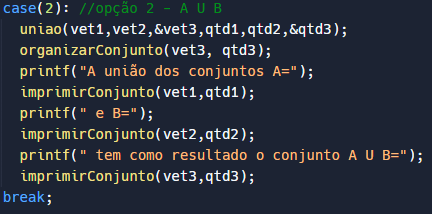 case(2): //opção 2 - A U B
uniao(vet1,vet2,&vet3,qtd1,qtd2,&qtd3);
organizarConjunto(vet3, qtd3);
printf("A união dos conjuntos A=");
imprimirConjunto(vet1,qtd1);
printf(" e B=");
imprimirConjunto(vet2,qtd2);
printf(" tem como resultado o conjunto A U B=");
imprimirConjunto(vet3,qtd3);
break;